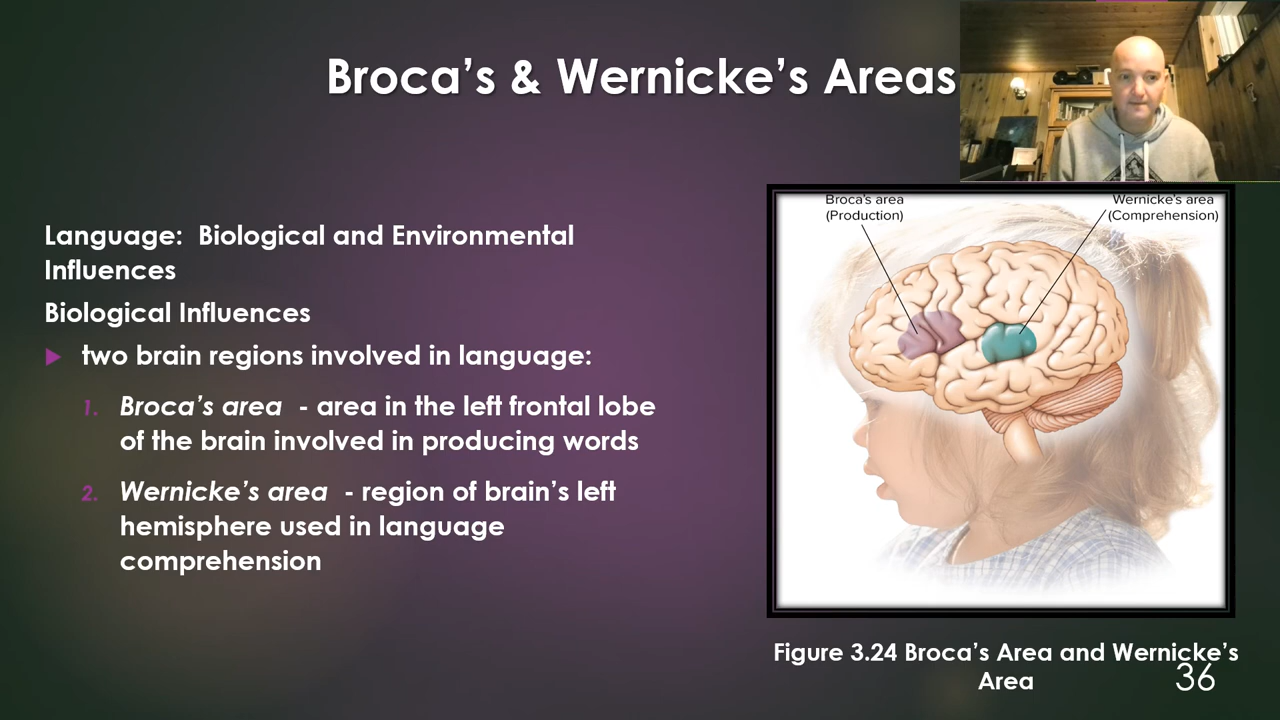 Broca's & Wernicke's Areas
Language:  Biological and Environmental
Influences
Biological Influences
two brain regions involved in language:
1. Broca's area  - area in the left frontal lobe
of the brain involved in producing words
2. Wernicke's area  - region of brain's left
hemisphere used in language
comprehension
Broca's area
(Production)
Wernicke's area
(Comprehension)
Figure 3.24 Broca's Area and Wernicke's
Area
36